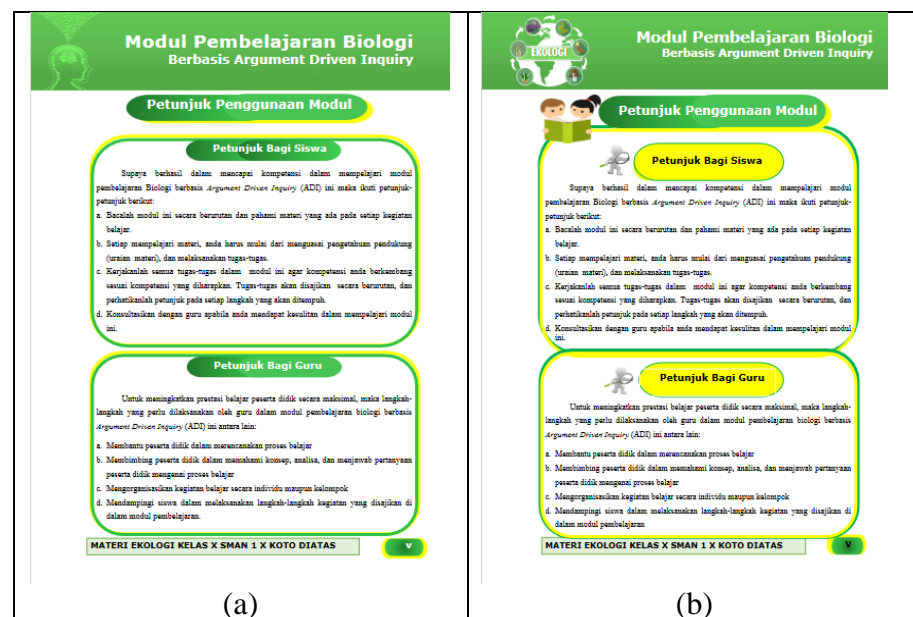 Modul Pembelajaran Biologi
Berbasis Argument Driven Inquiry
Petunjuk Penggunaan Modul
Petunjuk Bagi Siswa
Supaya berhasil dalam mencapai kompetensi dalam mempelajari modul
pembelajaran Biologi berbasis Argument Driven Inquiry (ADI) ini maka ikuti petunjuk-
petunjuk berikut:
a. Bacalah modul ini secara berurutan dan pahami materi yang ada pada setiap kegiatan
belajar.
b. Setiap mempelajari materi, anda harus mulai dari menguasai pengetahuan pendukung
(uraian materi), dan melaksanakan tugas-tugas.
c. Kerjakanlah semua tugas-tugas dalam modul ini agar kompetensi anda berkembang
sesuai kompetensi yang diharapkan. Tugas-tugas akan disajikan secara berurutan, dan
perhatikanlah petunjuk pada setiap langkah yang akan ditempuh.
d. Konsultasikan dengan guru apabila anda mendapat kesulitan dalam mempelajari modul
ini.
Petunjuk Bagi Guru
Untuk meningkatkan prestasi belajar peserta didik secara maksimal, maka langkah-
langkah yang perlu dilaksanakan oleh guru dalam modul pembelajaran biologi berbasis
Argument Driven Inquiry (ADI) ini antara lain:
a. Membantu peserta didik dalam merencanakan proses belajar
b. Membimbing peserta didik dalam memahami konsep, analisa, dan menjawab pertanyaan
peserta didik mengenai proses belajar
c. Mengorganisasikan kegiatan belajar secara individu maupun kelompok
d. Mendampingi siswa dalam melaksanakan langkah-langkah kegiatan yang disajikan di
dalam modul pembelajaran.
MATERI EKOLOGI KELAS X SMAN 1 X KOTO DIATAS
V
(a)
EKOLOGI
Modul Pembelajaran Biologi
Berbasis Argument Driven Inquiry
Petunjuk Penggunaan Modul
Petunjuk Bagi Siswa
Supaya berhasil dalam mencapai kompetensi dalam mempelajari modul
pembelajaran Biologi berbasis Argument Driven Inquiry (ADI) ini maka ikuti petunjuk-
petunjuk berikut:
a. Bacalah modul ini secara berurutan dan pahami materi yang ada pada setiap kegiatan
belajar.
b. Setiap mempelajari materi, anda harus mulai dari menguasai pengetahuan pendukung
(uraian materi), dan melaksanakan tugas-tugas.
c. Kerjakanlah semua tugas-tugas dalam modul ini agar kompetensi anda berkembang
sesuai kompetensi yang diharapkan. Tugas-tugas akan disajikan secara berurutan, dan
perhatikanlah petunjuk pada setiap langkah yang akan ditempuh.
d. Konsultasikan dengan guru apabila anda mendapat kesulitan dalam mempelajari modul
ini.
Petunjuk Bagi Guru
Untuk meningkatkan prestasi belajar peserta didik secara maksimal, maka langkah-
langkah yang perlu dilaksanakan oleh guru dalam modul pembelajaran biologi berbasis
Argument Driven Inquiry (ADI) ini antara lain:
a. Membantu peserta didik dalam merencanakan proses belajar
b. Membimbing peserta didik dalam memahami konsep, analisa, dan menjawab pertanyaan
peserta didik mengenai proses belajar
c. Mengorganisasikan kegiatan belajar secara individu maupun kelompok
d. Mendampingi siswa dalam melaksanakan langkah-langkah kegiatan yang disajikan di
dalam modul pembelajaran
MATERI EKOLOGI KELAS X SMAN 1 X KOTO DIATAS
V
(b)